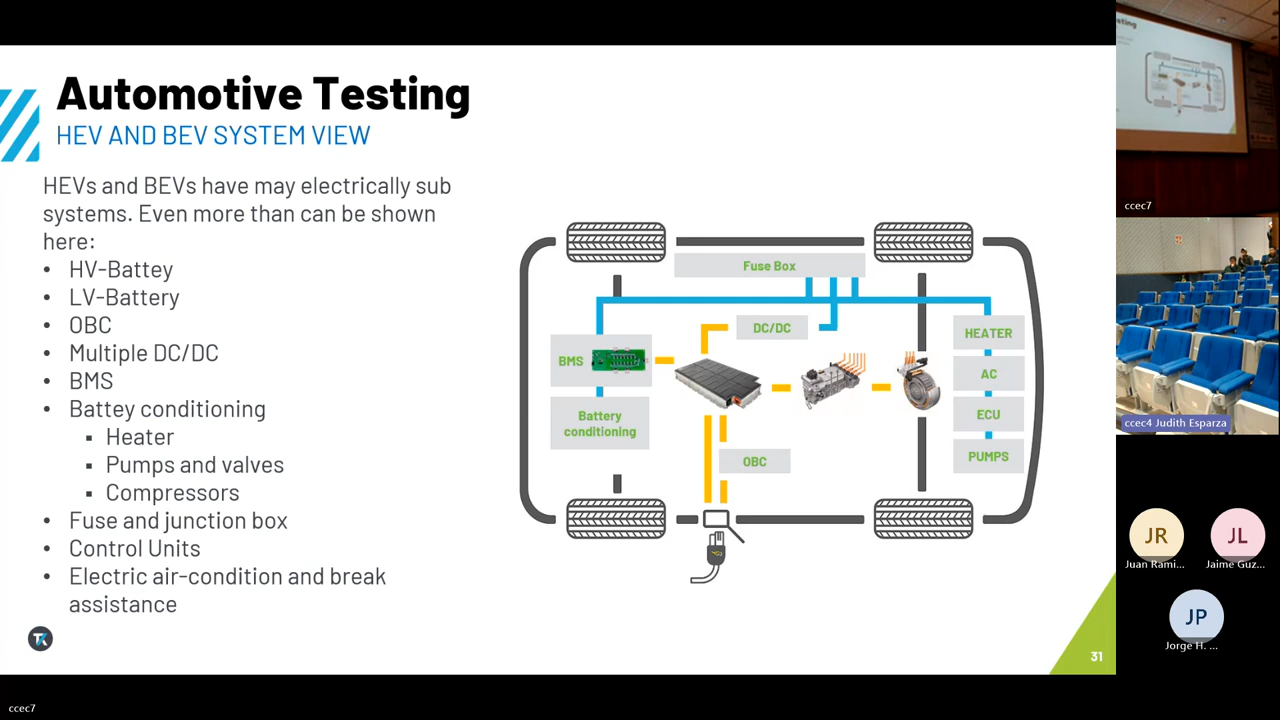 Automotive Testing
HEV AND BEV SYSTEM VIEW
HEVs and BEVs have may electrically sub
systems. Even more than can be shown
here:
• HV-Battey
• LV-Battery
• OBC
• Multiple DC/DC
• BMS
• Battey conditioning
▪ Heater
▪ Pumps and valves
▪ Compressors
• Fuse and junction box
• Control Units
• Electric air-condition and break
assistance
Fuse Box
DC/DC
BMS
Battery
conditioning
OBC
HEATER
AC
ECU
PUMPS
TK
31
ccec7
ccec7
ccec4 Judith Esparza
JR
Juan Rami...
JL
Jaime Guz...
JP
Jorge H. ...